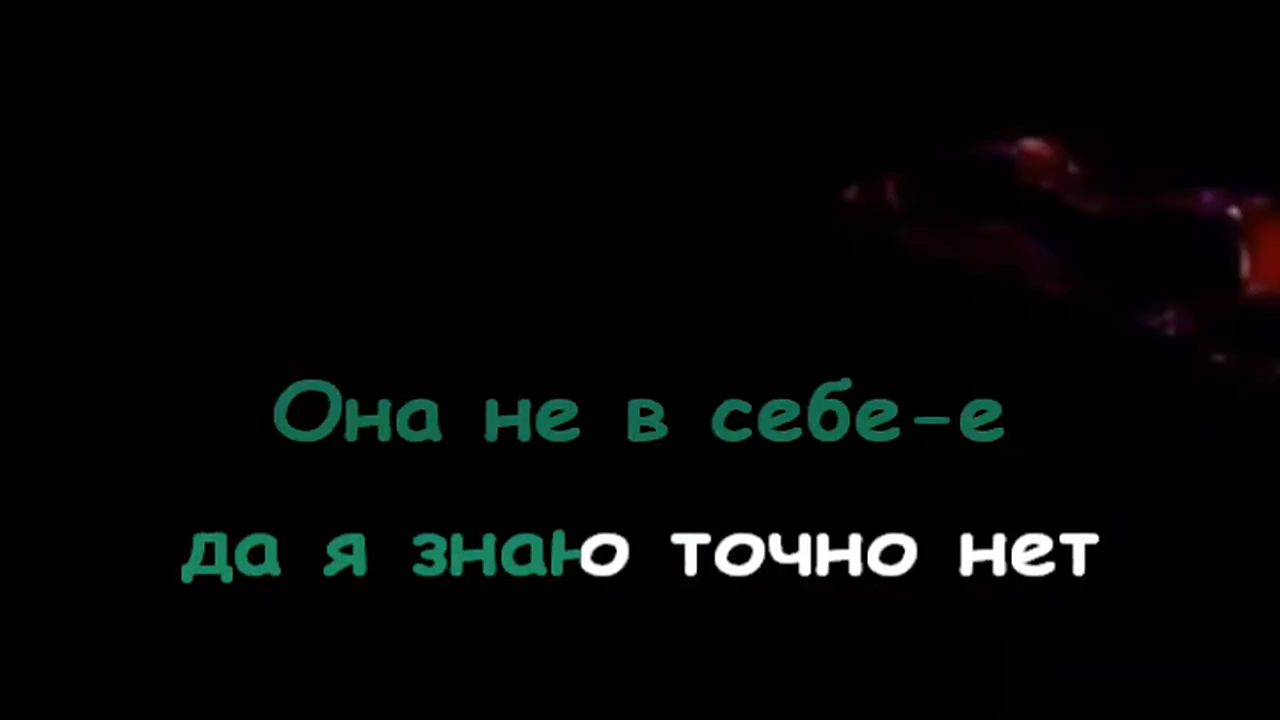 Она не в себе-е
да я знаю точно нет